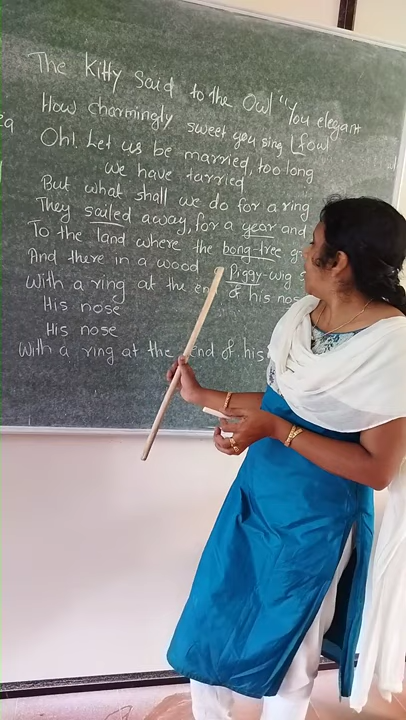 The Kitty said to the Owl "You elegant
fowl
How charmingly sweet you sing
Oh! Let us be married, too long
we have tarried
But what shall we do for a ring
They sailed away, for a year and
To the land where the bong-tree
And there in a wood Piggy-wig
With a ring at the end of his nose
His nose
His nose
With a ring at the end of his